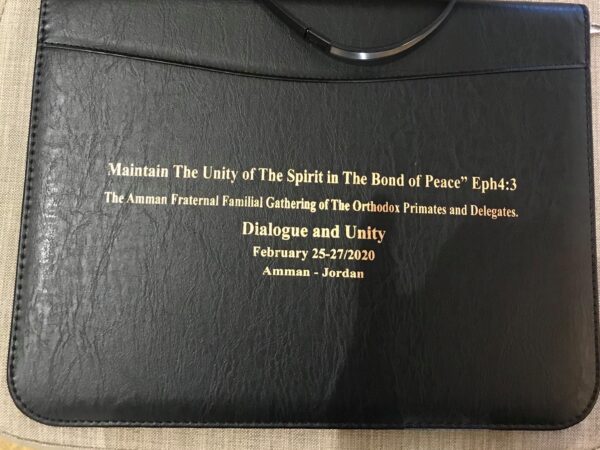 Maintain The Unity of The Spirit in The Bond of Peace” Eph4:3
The Amman Fraternal Familial Gathering of The Orthodox Primates and Delegates.
Dialogue and Unity
February 25-27/2020
Amman - Jordan